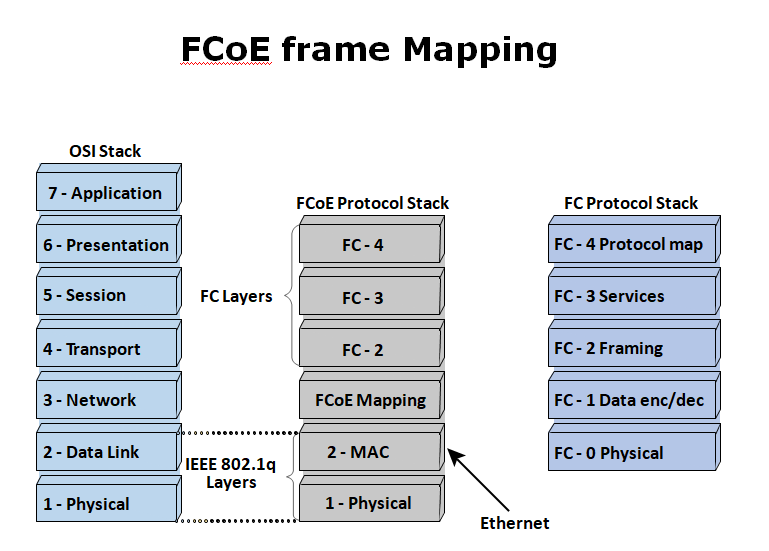 FCoE frame Mapping
OSI Stack
7 - Application
6 - Presentation
5 - Session
4 - Transport
3 - Network
2 - Data Link
1 - Physical
FC Layers
IEEE 802.1q
Layers
FCoE Protocol Stack
FC - 4
FC - 3
FC - 2
FCoE Mapping
2 - MAC
1 - Physical
Ethernet
FC Protocol Stack
FC - 4 Protocol map
FC - 3 Services
FC - 2 Framing
FC - 1 Data enc/dec
FC - 0 Physical